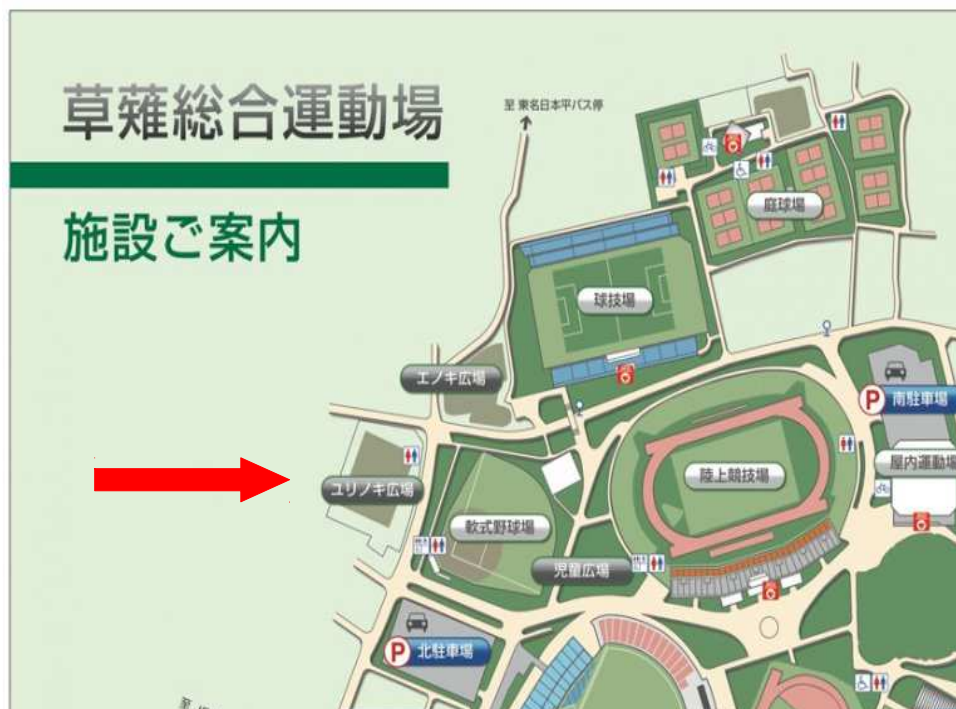 草薙総合運動場
施設ご案内
至 東名日本平バス停
庭球場
球技場
エノキ広場
P 南駐車場
屋内運動場
陸上競技場
ユリノキ広場
軟式野球場
児童広場
P 北駐車場
至